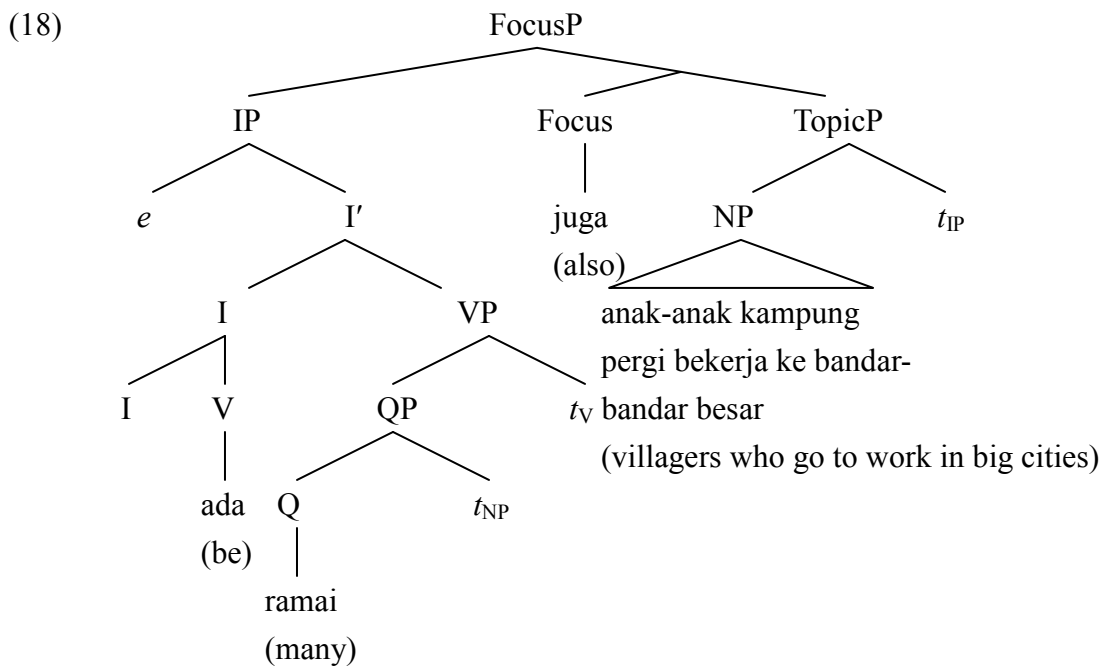 (18) FocusP
IP Focus TopicP
e I′ juga NP t_IP
(also)
I VP anak-anak kampung
pergi bekerja ke bandar-
I V QP t_V bandar besar
(villagers who go to work in big cities)
ada Q t_NP
(be)
ramai
(many)